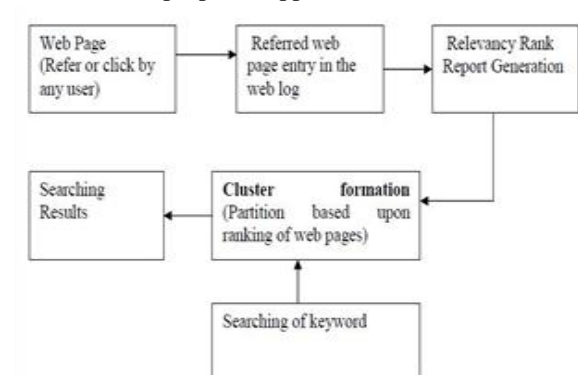 Web Page
(Refer or click by
any user)
Referred web
page entry in the
web log
Relevancy Rank
Report Generation
Searching
Results
Cluster formation
(Partition based upon
ranking of web pages)
Searching of keyword